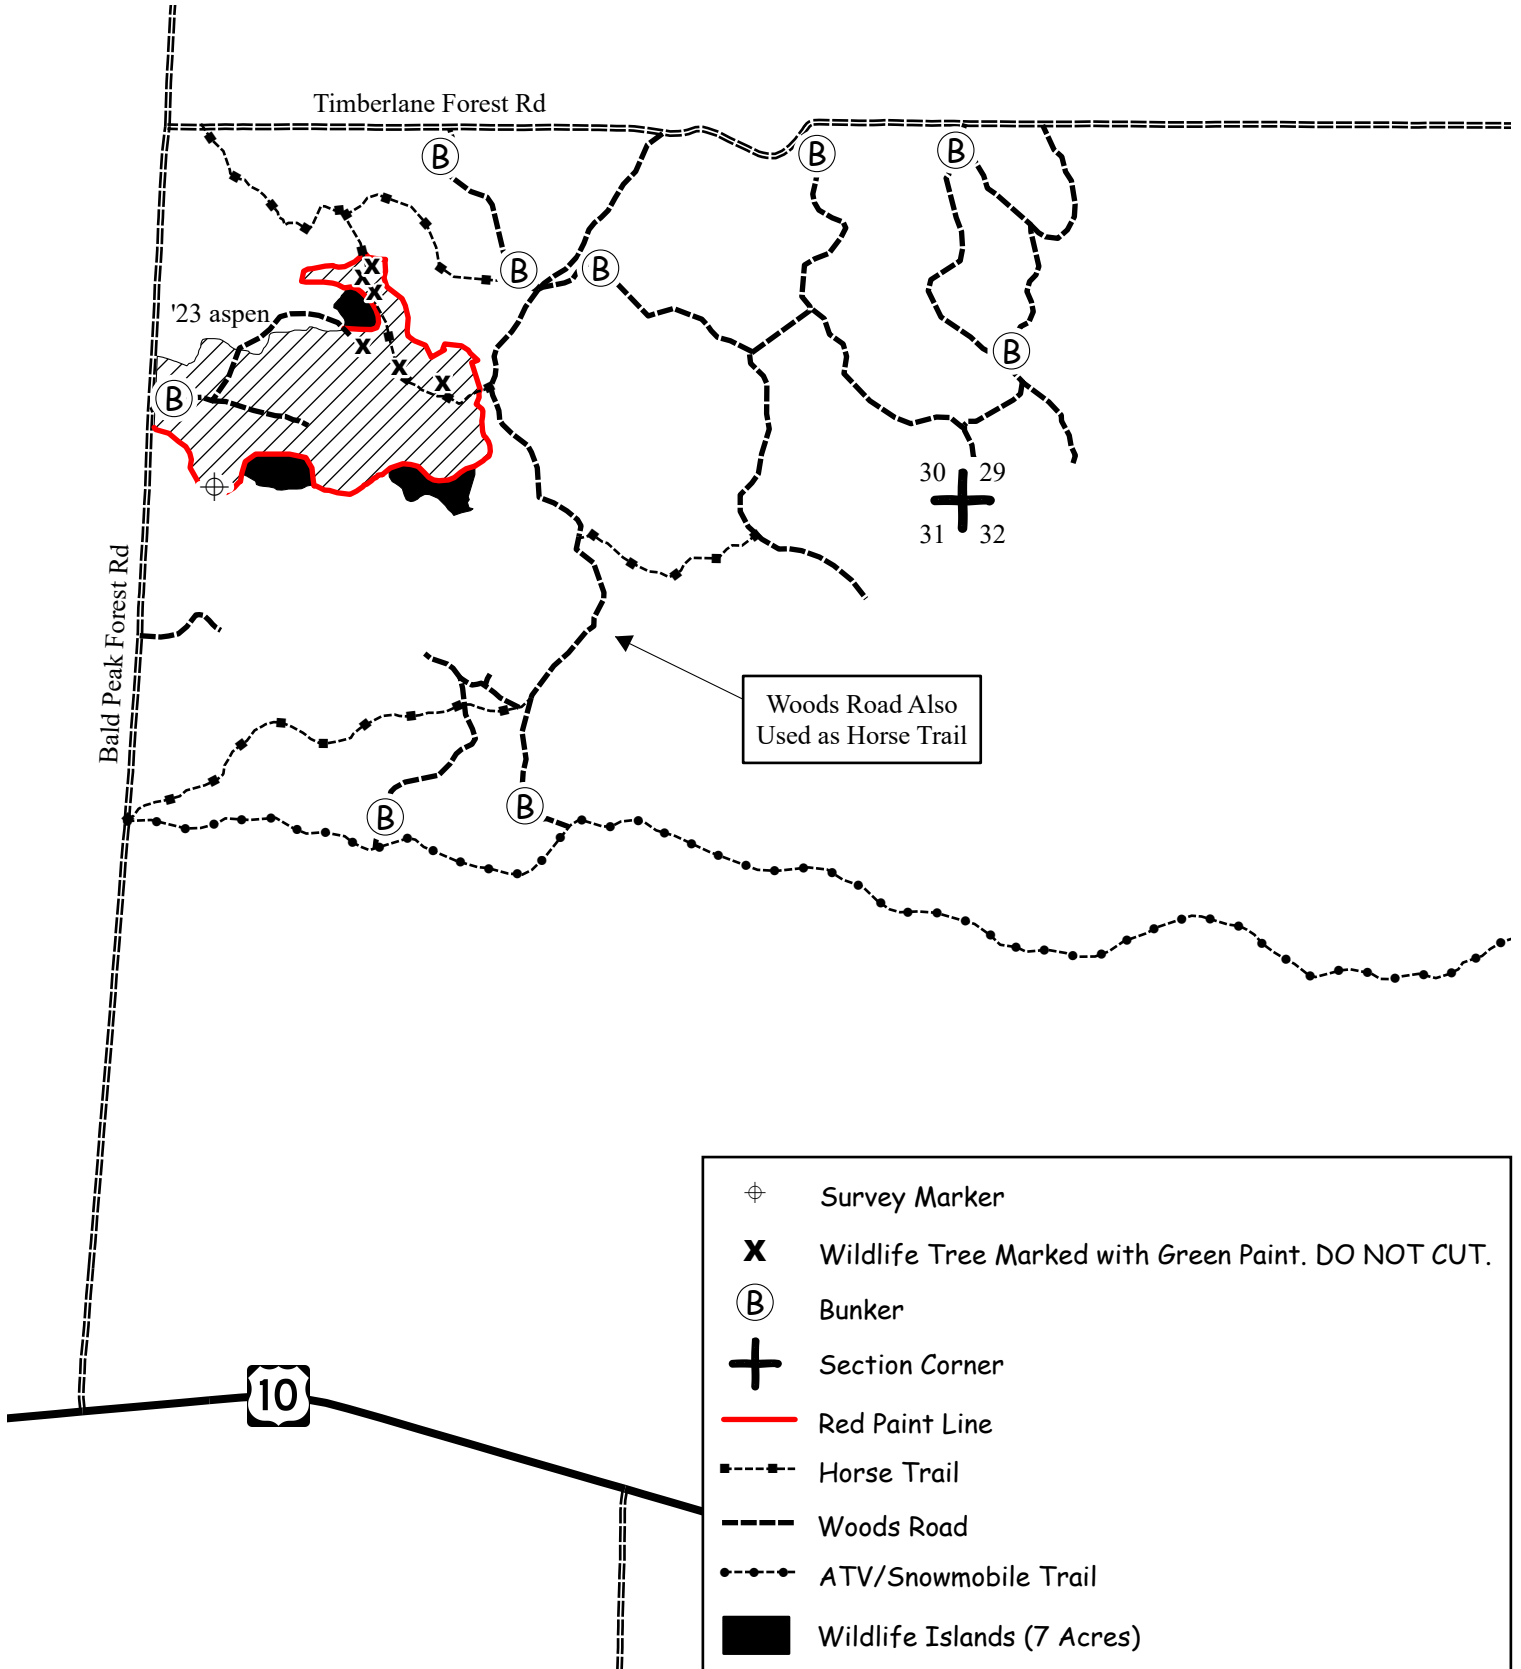 Timberlane Forest Rd
B
B
B
B
B
'23 aspen
B
B
30 29
31 32
Bald Peak Forest Rd
Woods Road Also
Used as Horse Trail
B
B
10
Survey Marker
X Wildlife Tree Marked with Green Paint. DO NOT CUT.
B Bunker
Section Corner
Red Paint Line
Horse Trail
Woods Road
ATV/Snowmobile Trail
Wildlife Islands (7 Acres)